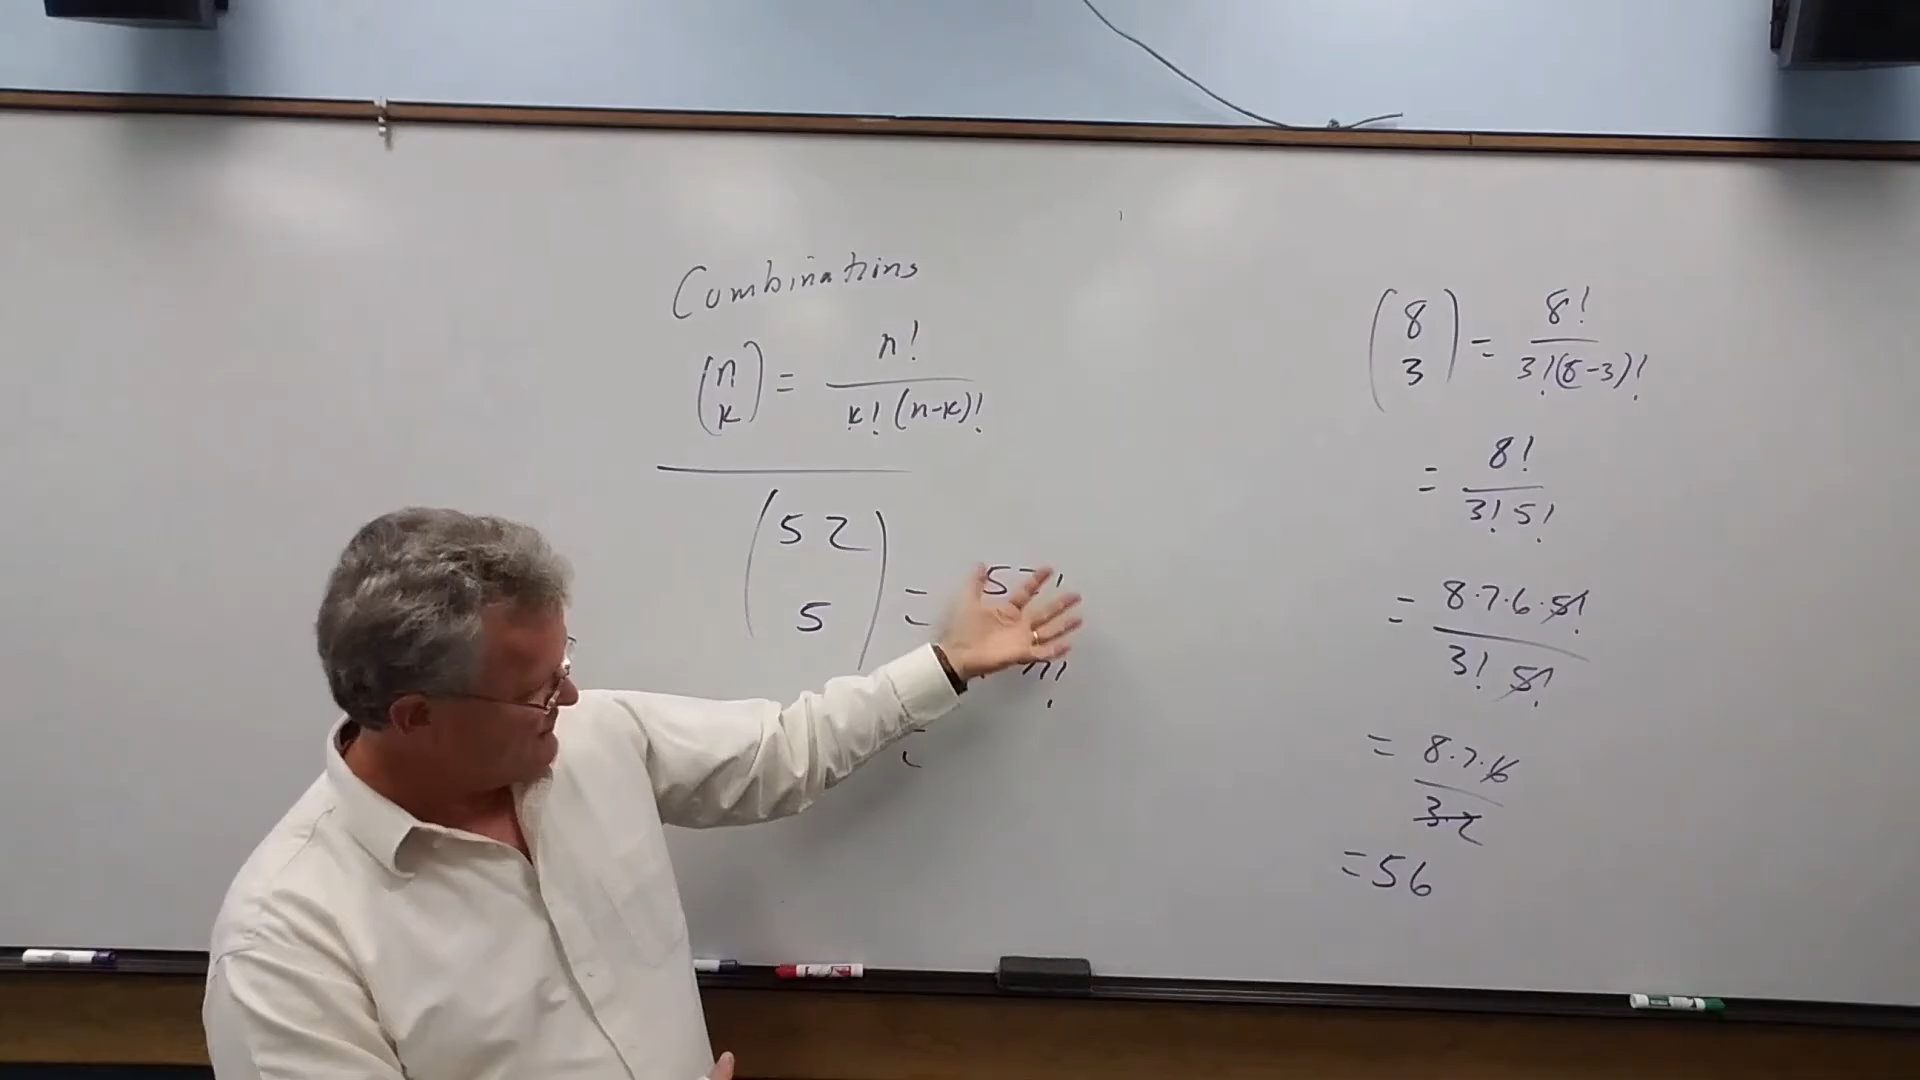 Combinations
(n k) = n! / k! (n-k)!
(52 5) = 52!
(8 3) = 8! / 3!(8-3)!
= 8! / 3! 5!
= 8·7·6·5! / 3! 5!
= 8·7·6 / 3·2
= 56